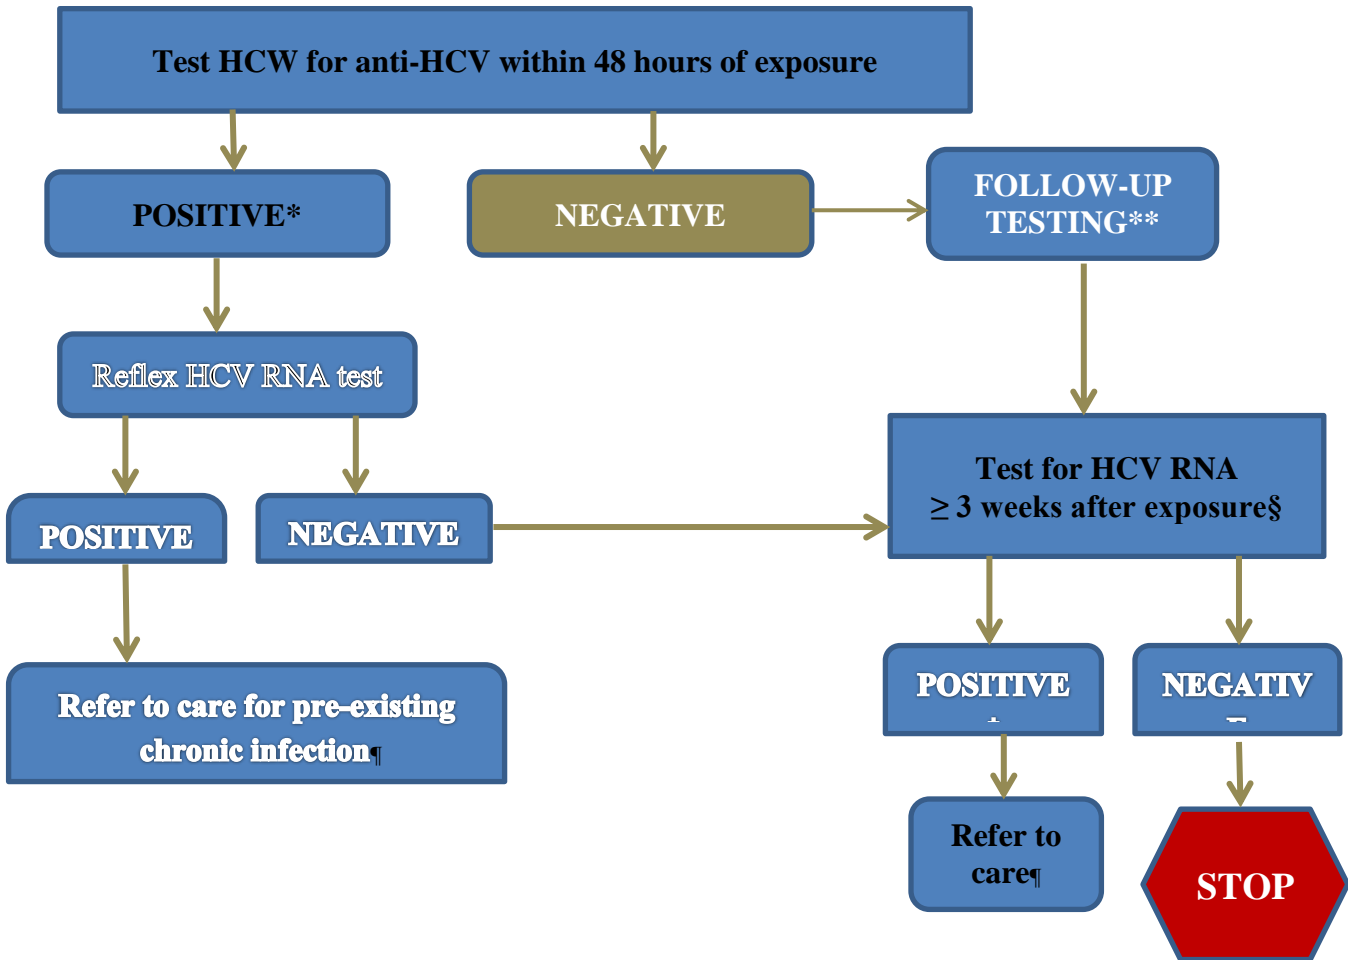 Test HCW for anti-HCV within 48 hours of exposure
POSITIVE*
NEGATIVE
FOLLOW-UP
TESTING**
Reflex HCV RNA test
Test for HCV RNA
≥ 3 weeks after exposure§
POSITIVE
NEGATIVE
Refer to care for pre-existing
chronic infection¶
POSITIVE
NEGATIV
Refer to
care¶
STOP